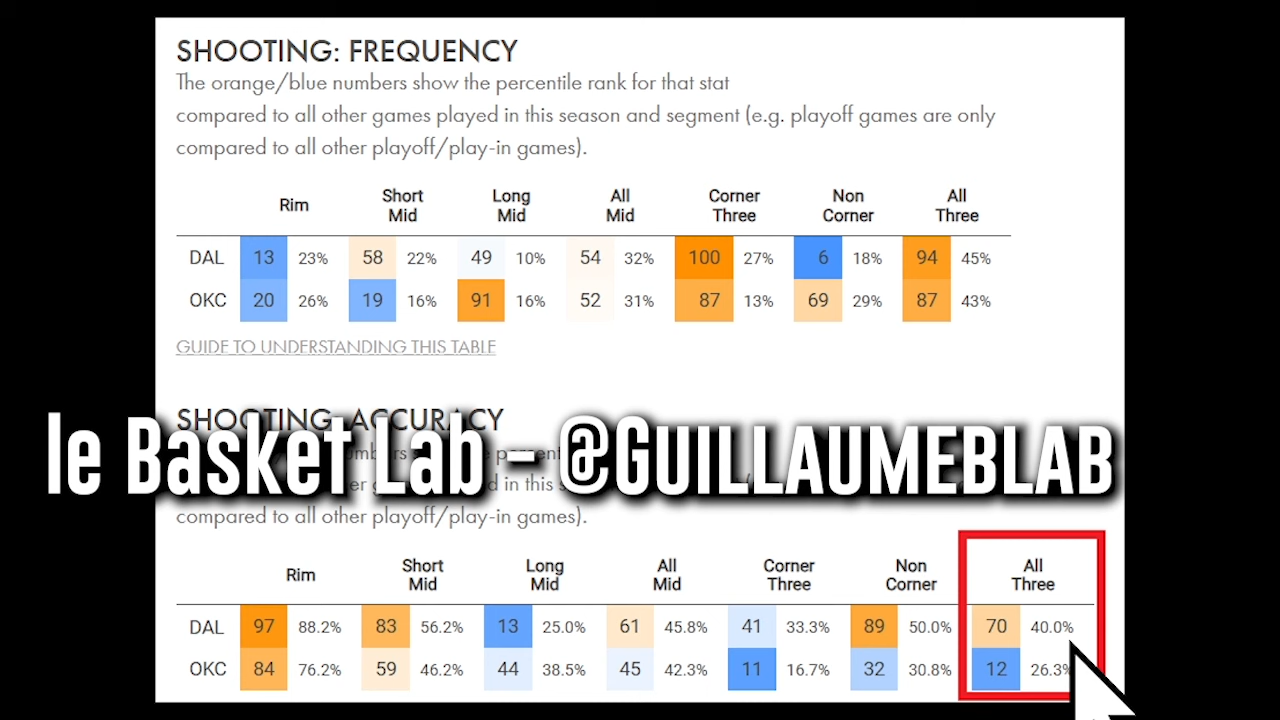 SHOOTING: FREQUENCY
The orange/blue numbers show the percentile rank for that stat
compared to all other games played in this season and segment (e.g. playoff games are only
compared to all other playoff/play-in games).
Rim Short Mid Long Mid All Mid Corner Three Non Corner All Three
DAL 13 23% 58 22% 49 10% 54 32% 100 27% 6 18% 94 45%
OKC 20 26% 19 16% 91 16% 52 31% 87 13% 69 29% 87 43%
GUIDE TO UNDERSTANDING THIS TABLE
SHOOTING: ACCURACY
le Basket Lab - @GUILLAUMEBLAB
in this
compared to all other playoff/play-in games).
Rim Short Mid Long Mid All Mid Corner Three Non Corner All Three
DAL 97 88.2% 83 56.2% 13 25.0% 61 45.8% 41 33.3% 89 50.0% 70 40.0%
OKC 84 76.2% 59 46.2% 44 38.5% 45 42.3% 11 16.7% 32 30.8% 12 26.3%